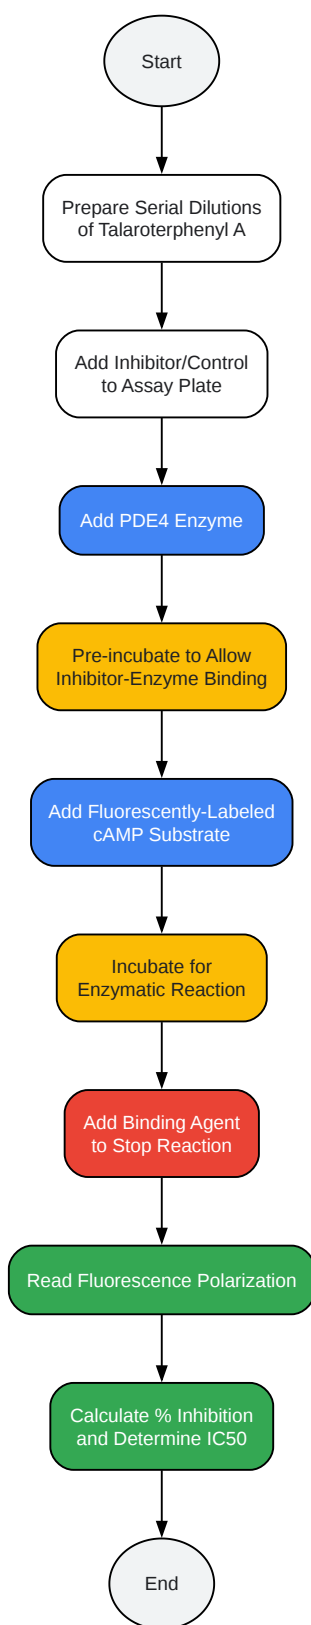 Start
Prepare Serial Dilutions
of Talaroterphenyl A
Add Inhibitor/Control
to Assay Plate
Add PDE4 Enzyme
Pre-incubate to Allow
Inhibitor-Enzyme Binding
Add Fluorescently-Labeled
cAMP Substrate
Incubate for
Enzymatic Reaction
Add Binding Agent
to Stop Reaction
Read Fluorescence Polarization
Calculate % Inhibition
and Determine IC50
End